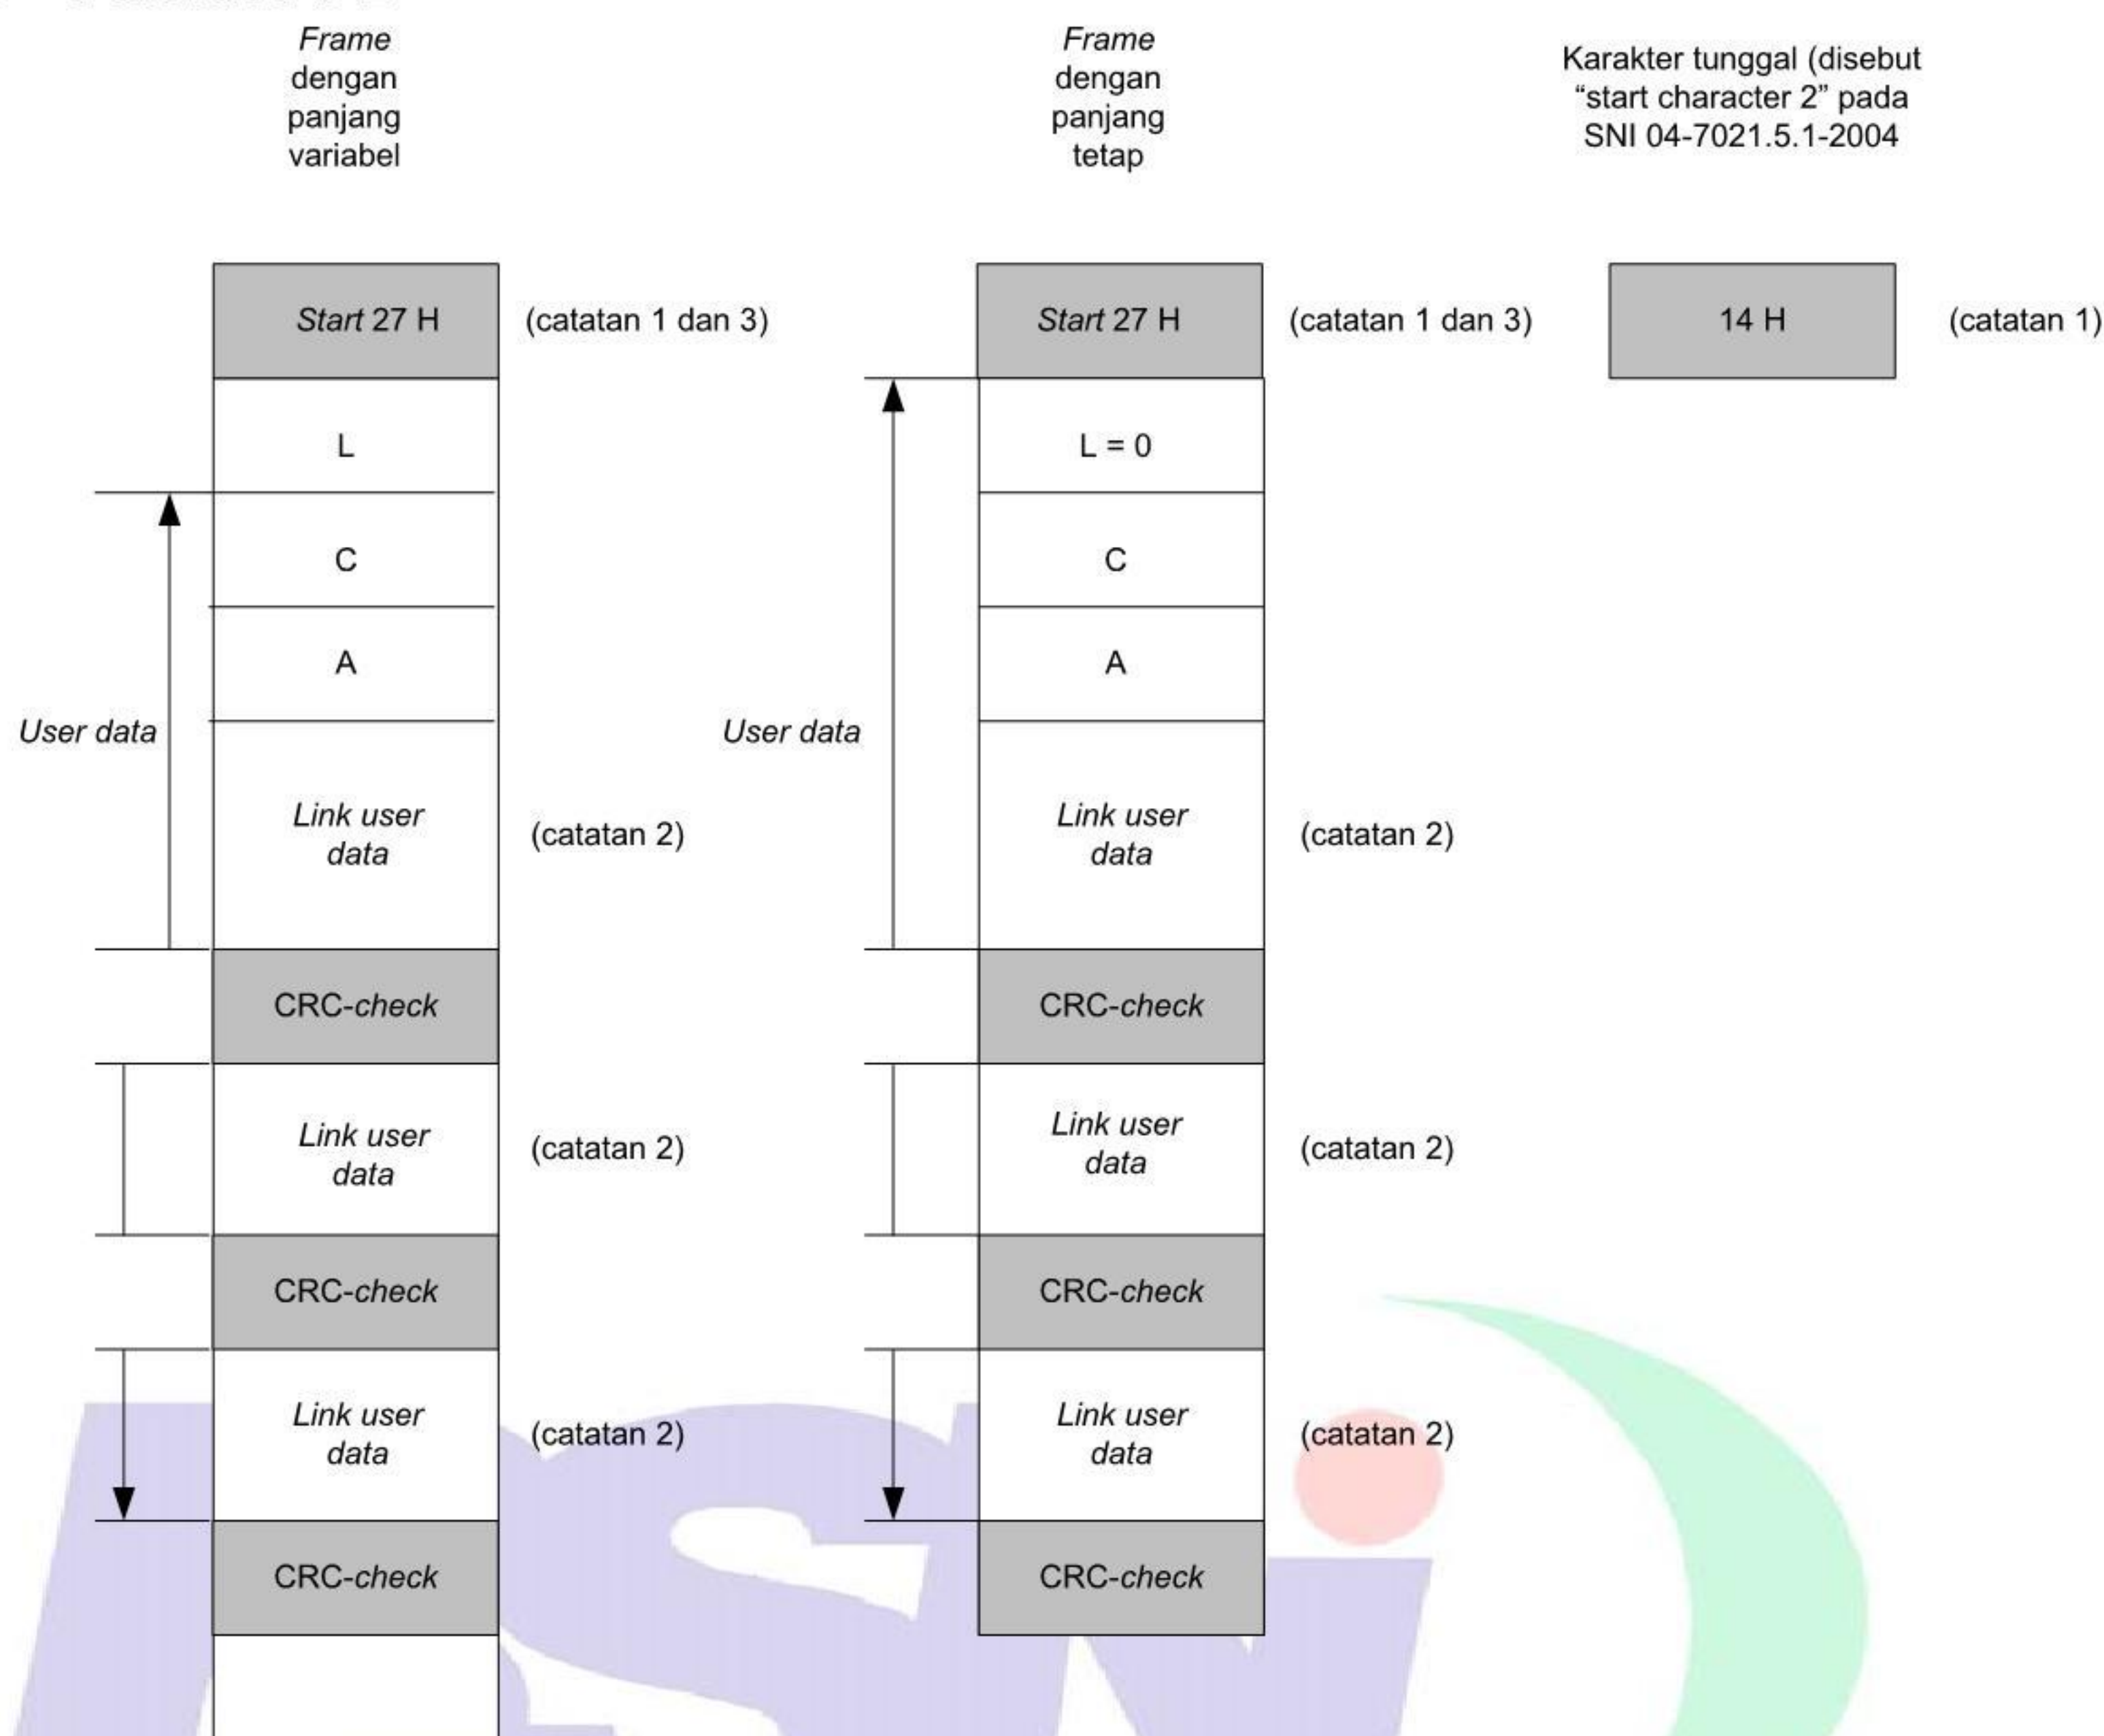 Frame
dengan
panjang
variabel
Frame
dengan
panjang
tetap
Karakter tunggal (disebut
“start character 2” pada
SNI 04-7021.5.1-2004
Start 27 H
(catatan 1 dan 3)
Start 27 H
(catatan 1 dan 3)
14 H
(catatan 1)
L
L = 0
C
C
A
A
User data
User data
Link user
data
(catatan 2)
Link user
data
(catatan 2)
CRC-check
CRC-check
Link user
data
(catatan 2)
Link user
data
(catatan 2)
CRC-check
CRC-check
Link user
data
(catatan 2)
Link user
data
(catatan 2)
CRC-check
CRC-check